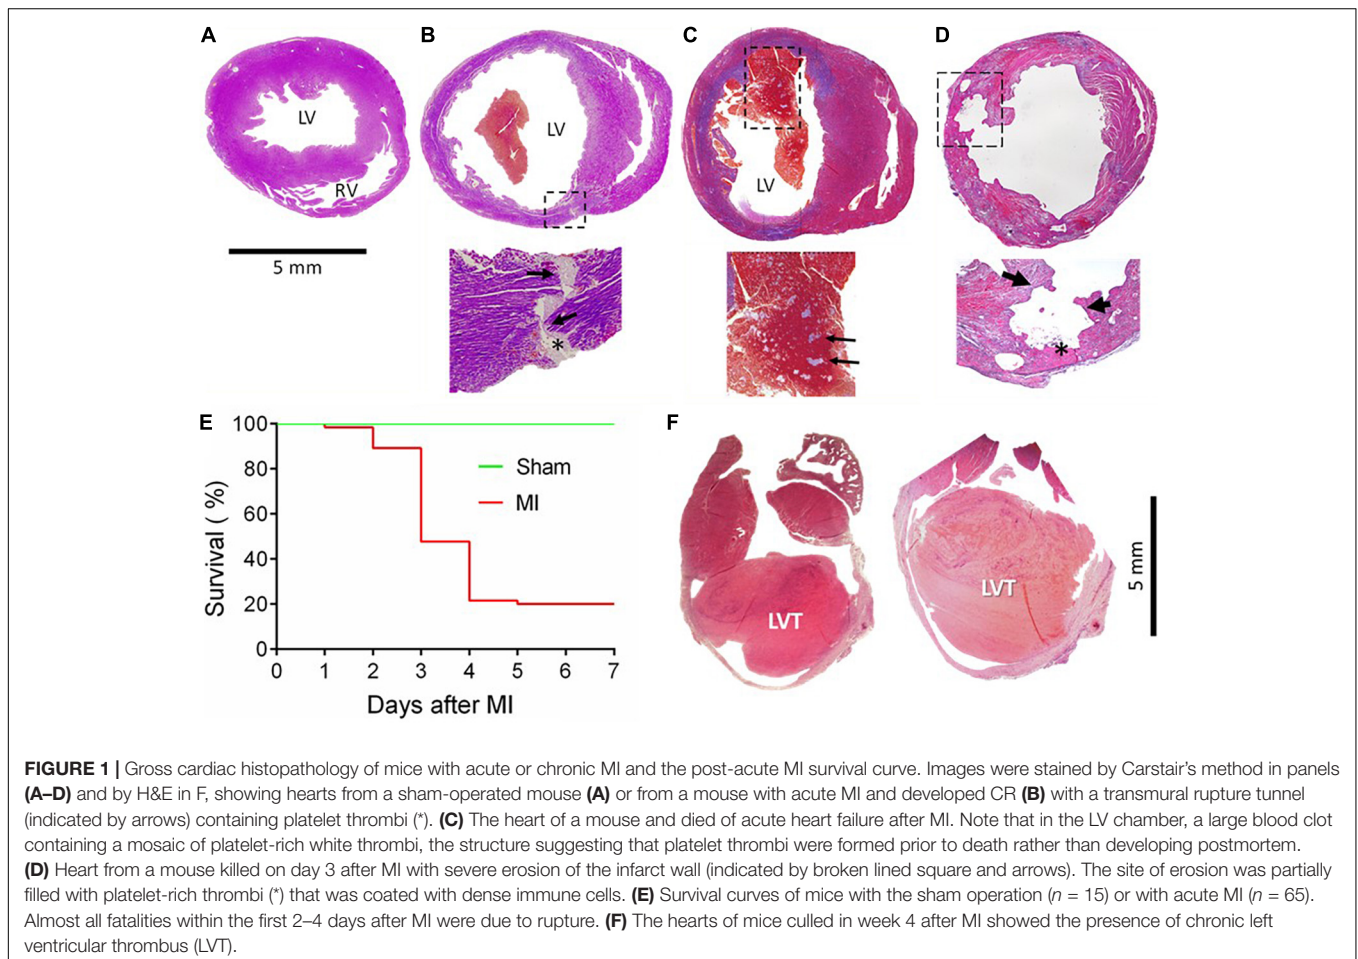 A
B
C
D
LV
RV
LV
LV
5 mm
*
*
E
F
100
80
60
40
20
0
Survival ( %)
Sham
MI
0 1 2 3 4 5 6 7
Days after MI
LVT
LVT
5 mm
FIGURE 1 | Gross cardiac histopathology of mice with acute or chronic MI and the post-acute MI survival curve. Images were stained by Carstair's method in panels
(A–D) and by H&E in F, showing hearts from a sham-operated mouse (A) or from a mouse with acute MI and developed CR (B) with a transmural rupture tunnel
(indicated by arrows) containing platelet thrombi (*). (C) The heart of a mouse and died of acute heart failure after MI. Note that in the LV chamber, a large blood clot
containing a mosaic of platelet-rich white thrombi, the structure suggesting that platelet thrombi were formed prior to death rather than developing postmortem.
(D) Heart from a mouse killed on day 3 after MI with severe erosion of the infarct wall (indicated by broken lined square and arrows). The site of erosion was partially
filled with platelet-rich thrombi (*) that was coated with dense immune cells. (E) Survival curves of mice with the sham operation (n = 15) or with acute MI (n = 65).
Almost all fatalities within the first 2–4 days after MI were due to rupture. (F) The hearts of mice culled in week 4 after MI showed the presence of chronic left
ventricular thrombus (LVT).